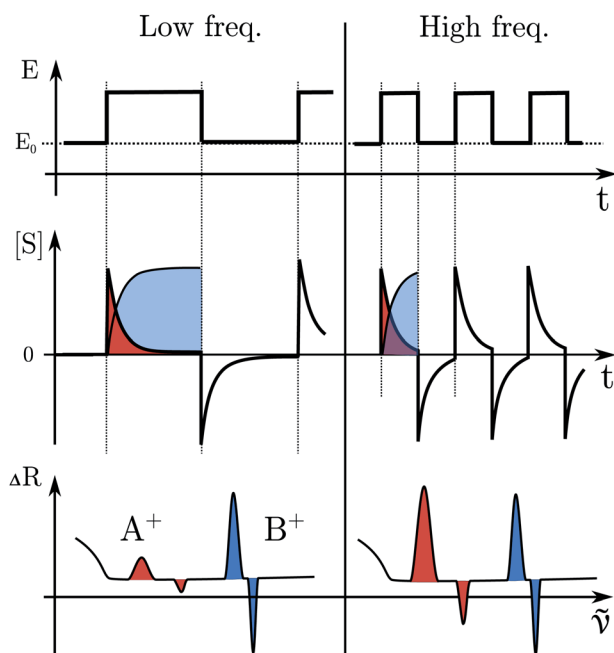 Low freq. High freq.
E
E₀
t
[S]
0
t
ΔR
A⁺ B⁺
ṽ